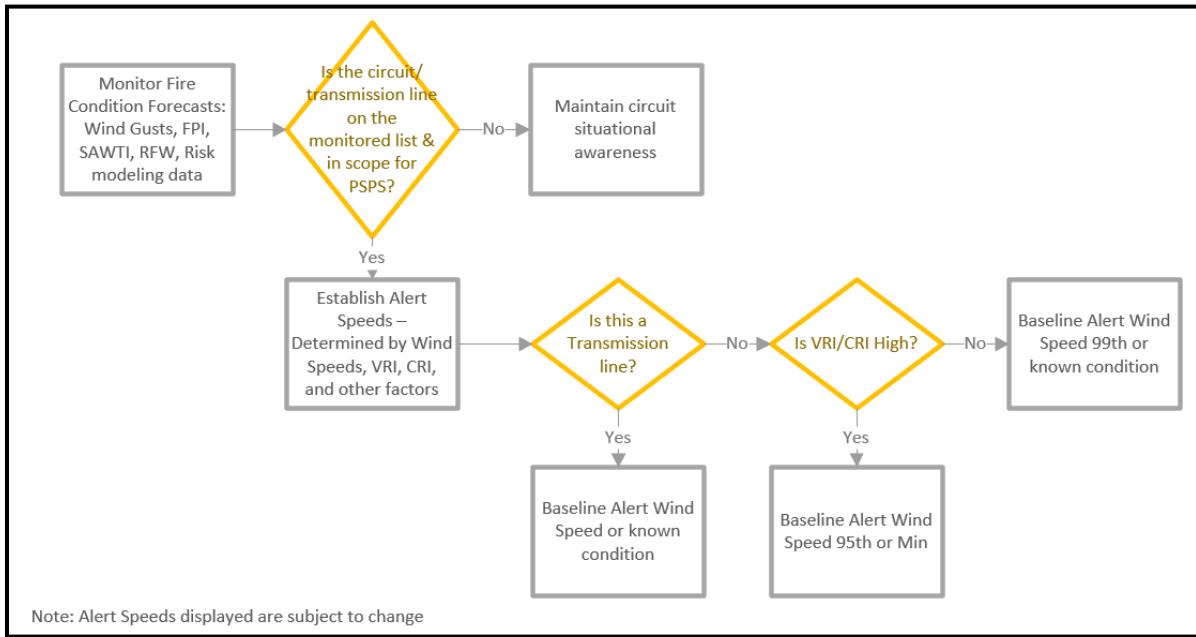 Monitor Fire
Condition Forecasts:
Wind Gusts, FPI,
SAWTI, RFW, Risk
modeling data
Is the circuit/
transmission line
on the
monitored list &
in scope for
PSPS?
No
Maintain circuit
situational
awareness
Yes
Establish Alert
Speeds –
Determined by Wind
Speeds, VRI, CRI,
and other factors
Is this a
Transmission
line?
No
Is VRI/CRI High?
No
Baseline Alert Wind
Speed 99th or
known condition
Yes
Yes
Baseline Alert Wind
Speed or known
condition
Baseline Alert Wind
Speed 95th or Min
Note: Alert Speeds displayed are subject to change